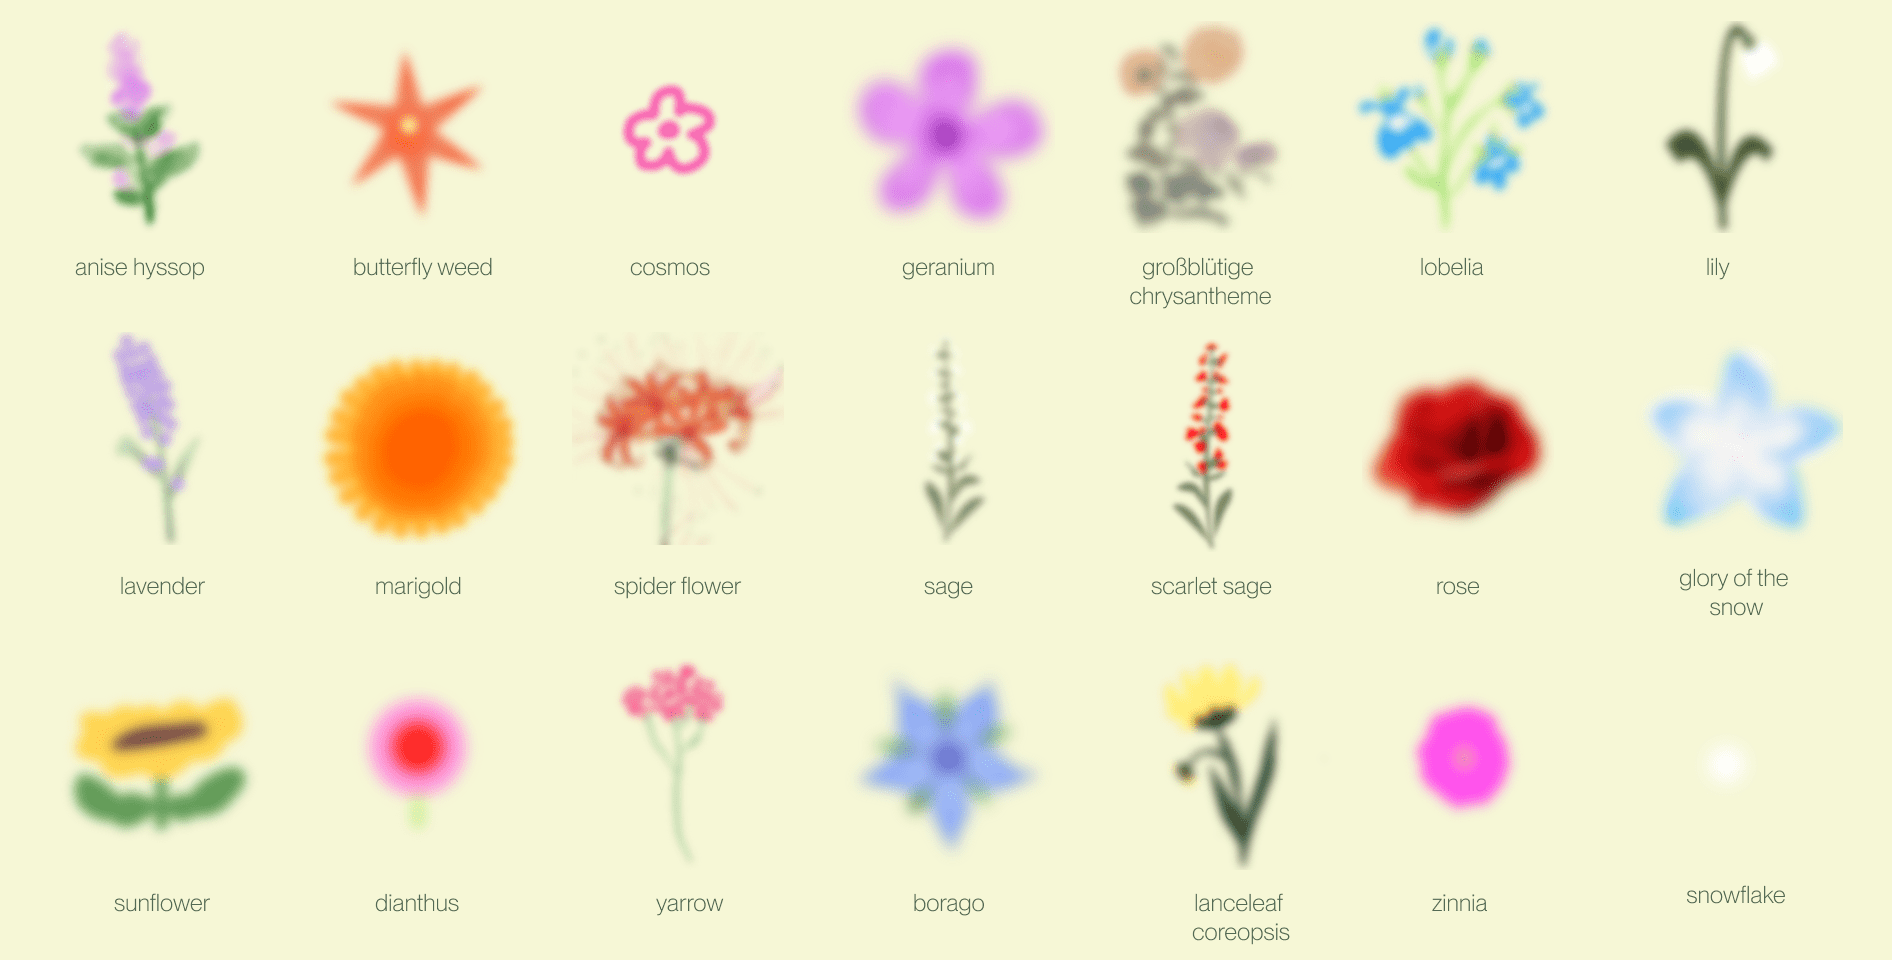 anise hyssop
butterfly weed
cosmos
geranium
großblütige
chrysantheme
lobelia
lily
lavender
marigold
spider flower
sage
scarlet sage
rose
glory of the
snow
sunflower
dianthus
yarrow
borago
lanceleaf
coreopsis
zinnia
snowflake